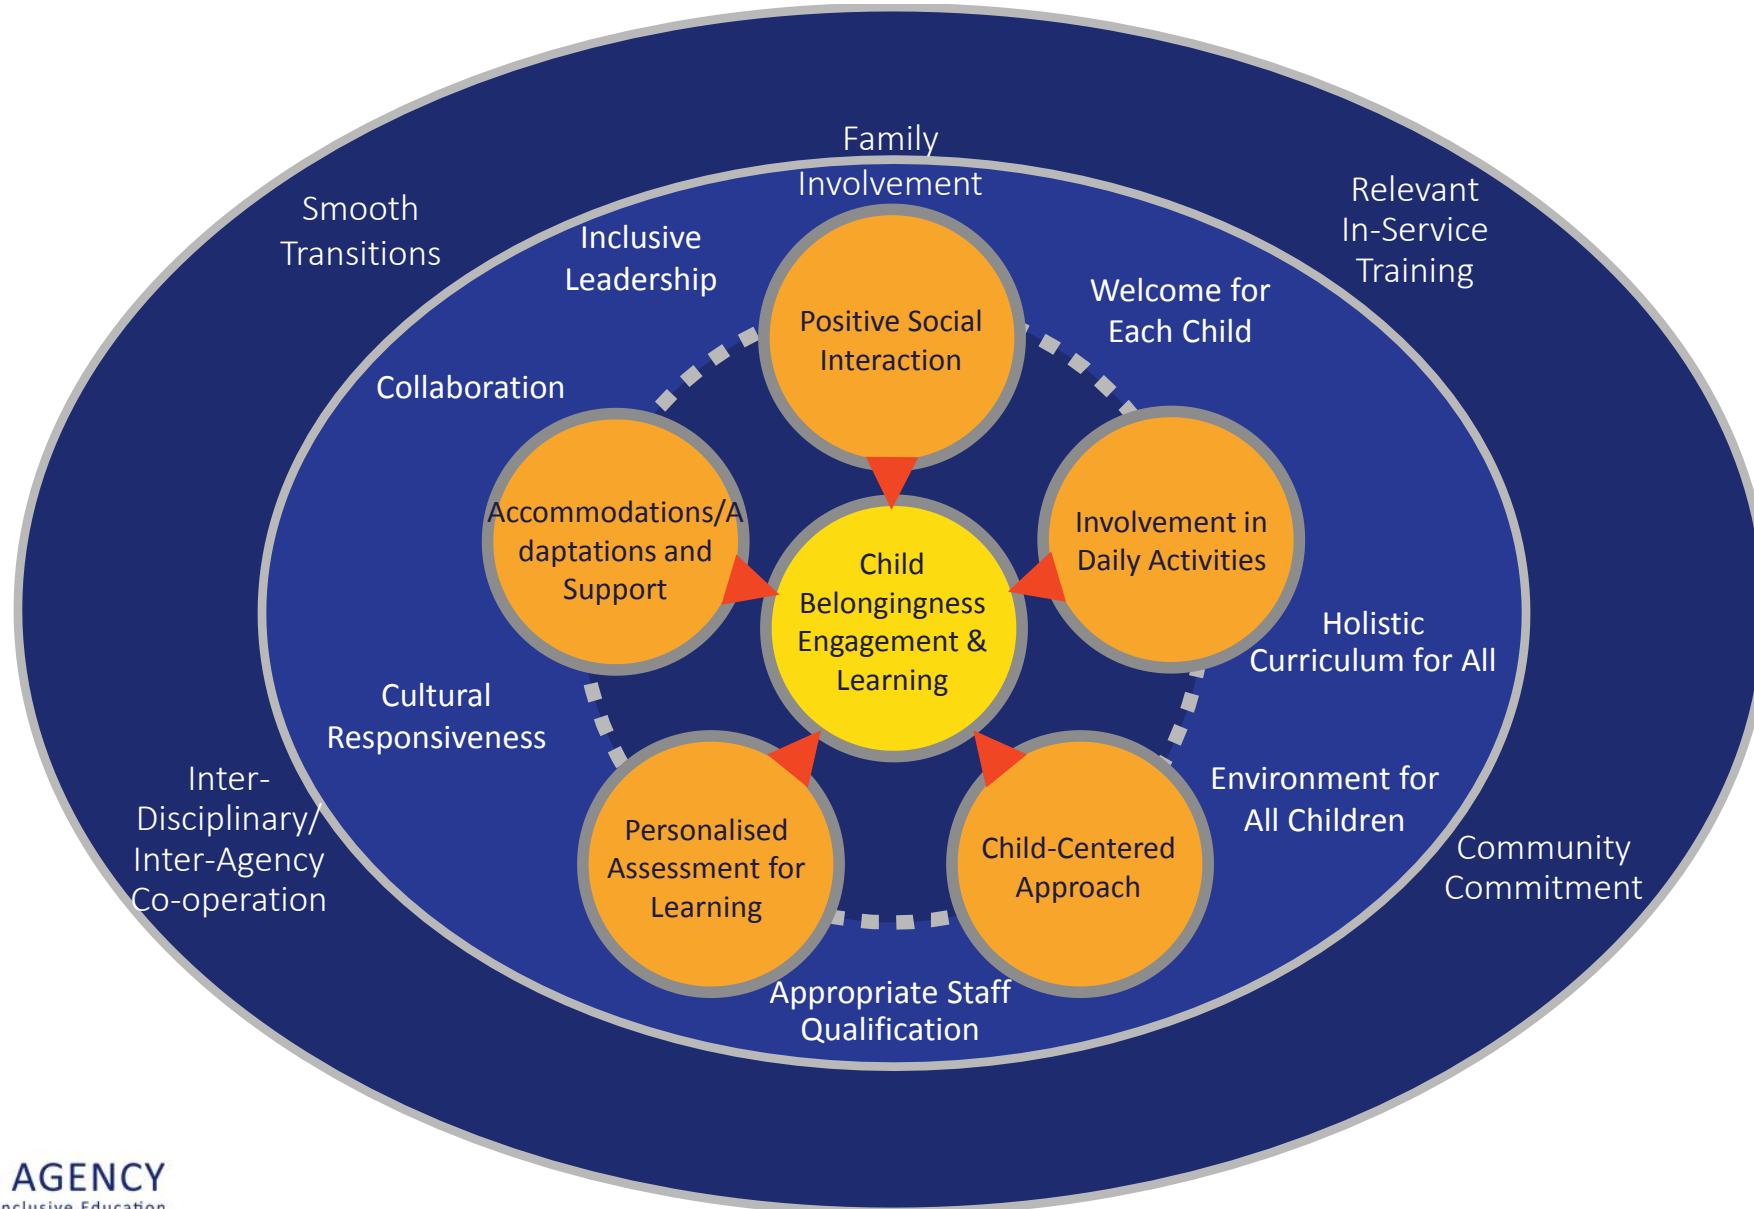 Family
Involvement
Smooth
Transitions
Relevant
In-Service
Training
Inclusive
Leadership
Welcome for
Each Child
Positive Social
Interaction
Collaboration
Accommodations/A
daptations and
Support
Involvement in
Daily Activities
Child
Belongingness
Engagement &
Learning
Holistic
Curriculum for All
Cultural
Responsiveness
Inter-
Disciplinary/
Inter-Agency
Co-operation
Environment for
All Children
Personalised
Assessment for
Learning
Child-Centered
Approach
Community
Commitment
Appropriate Staff
Qualification
AGENCY
nclusive Education